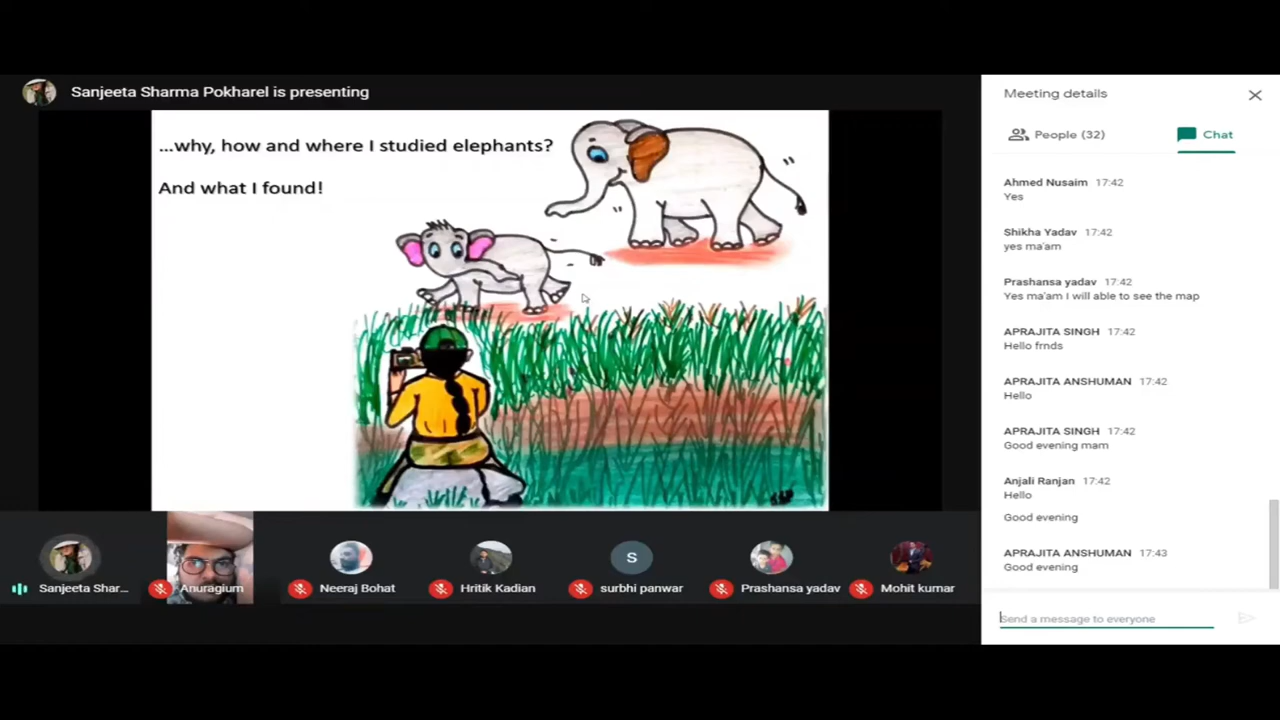 Sanjeeta Sharma Pokharel is presenting
...why, how and where I studied elephants?
And what I found!
Sanjeeta Shar...
Anuragium
Neeraj Bohat
Hritik Kadian
S
surbhi panwar
Prashansa yadav
Mohit kumar
Meeting details
People (32)
Chat
Ahmed Nusaim 17:42
Yes
Shikha Yadav 17:42
yes ma'am
Prashansa yadav 17:42
Yes ma'am I will able to see the map
APRAJITA SINGH 17:42
Hello frnds
APRAJITA ANSHUMAN 17:42
Hello
APRAJITA SINGH 17:42
Good evening mam
Anjali Ranjan 17:42
Hello
Good evening
APRAJITA ANSHUMAN 17:43
Good evening
Send a message to everyone